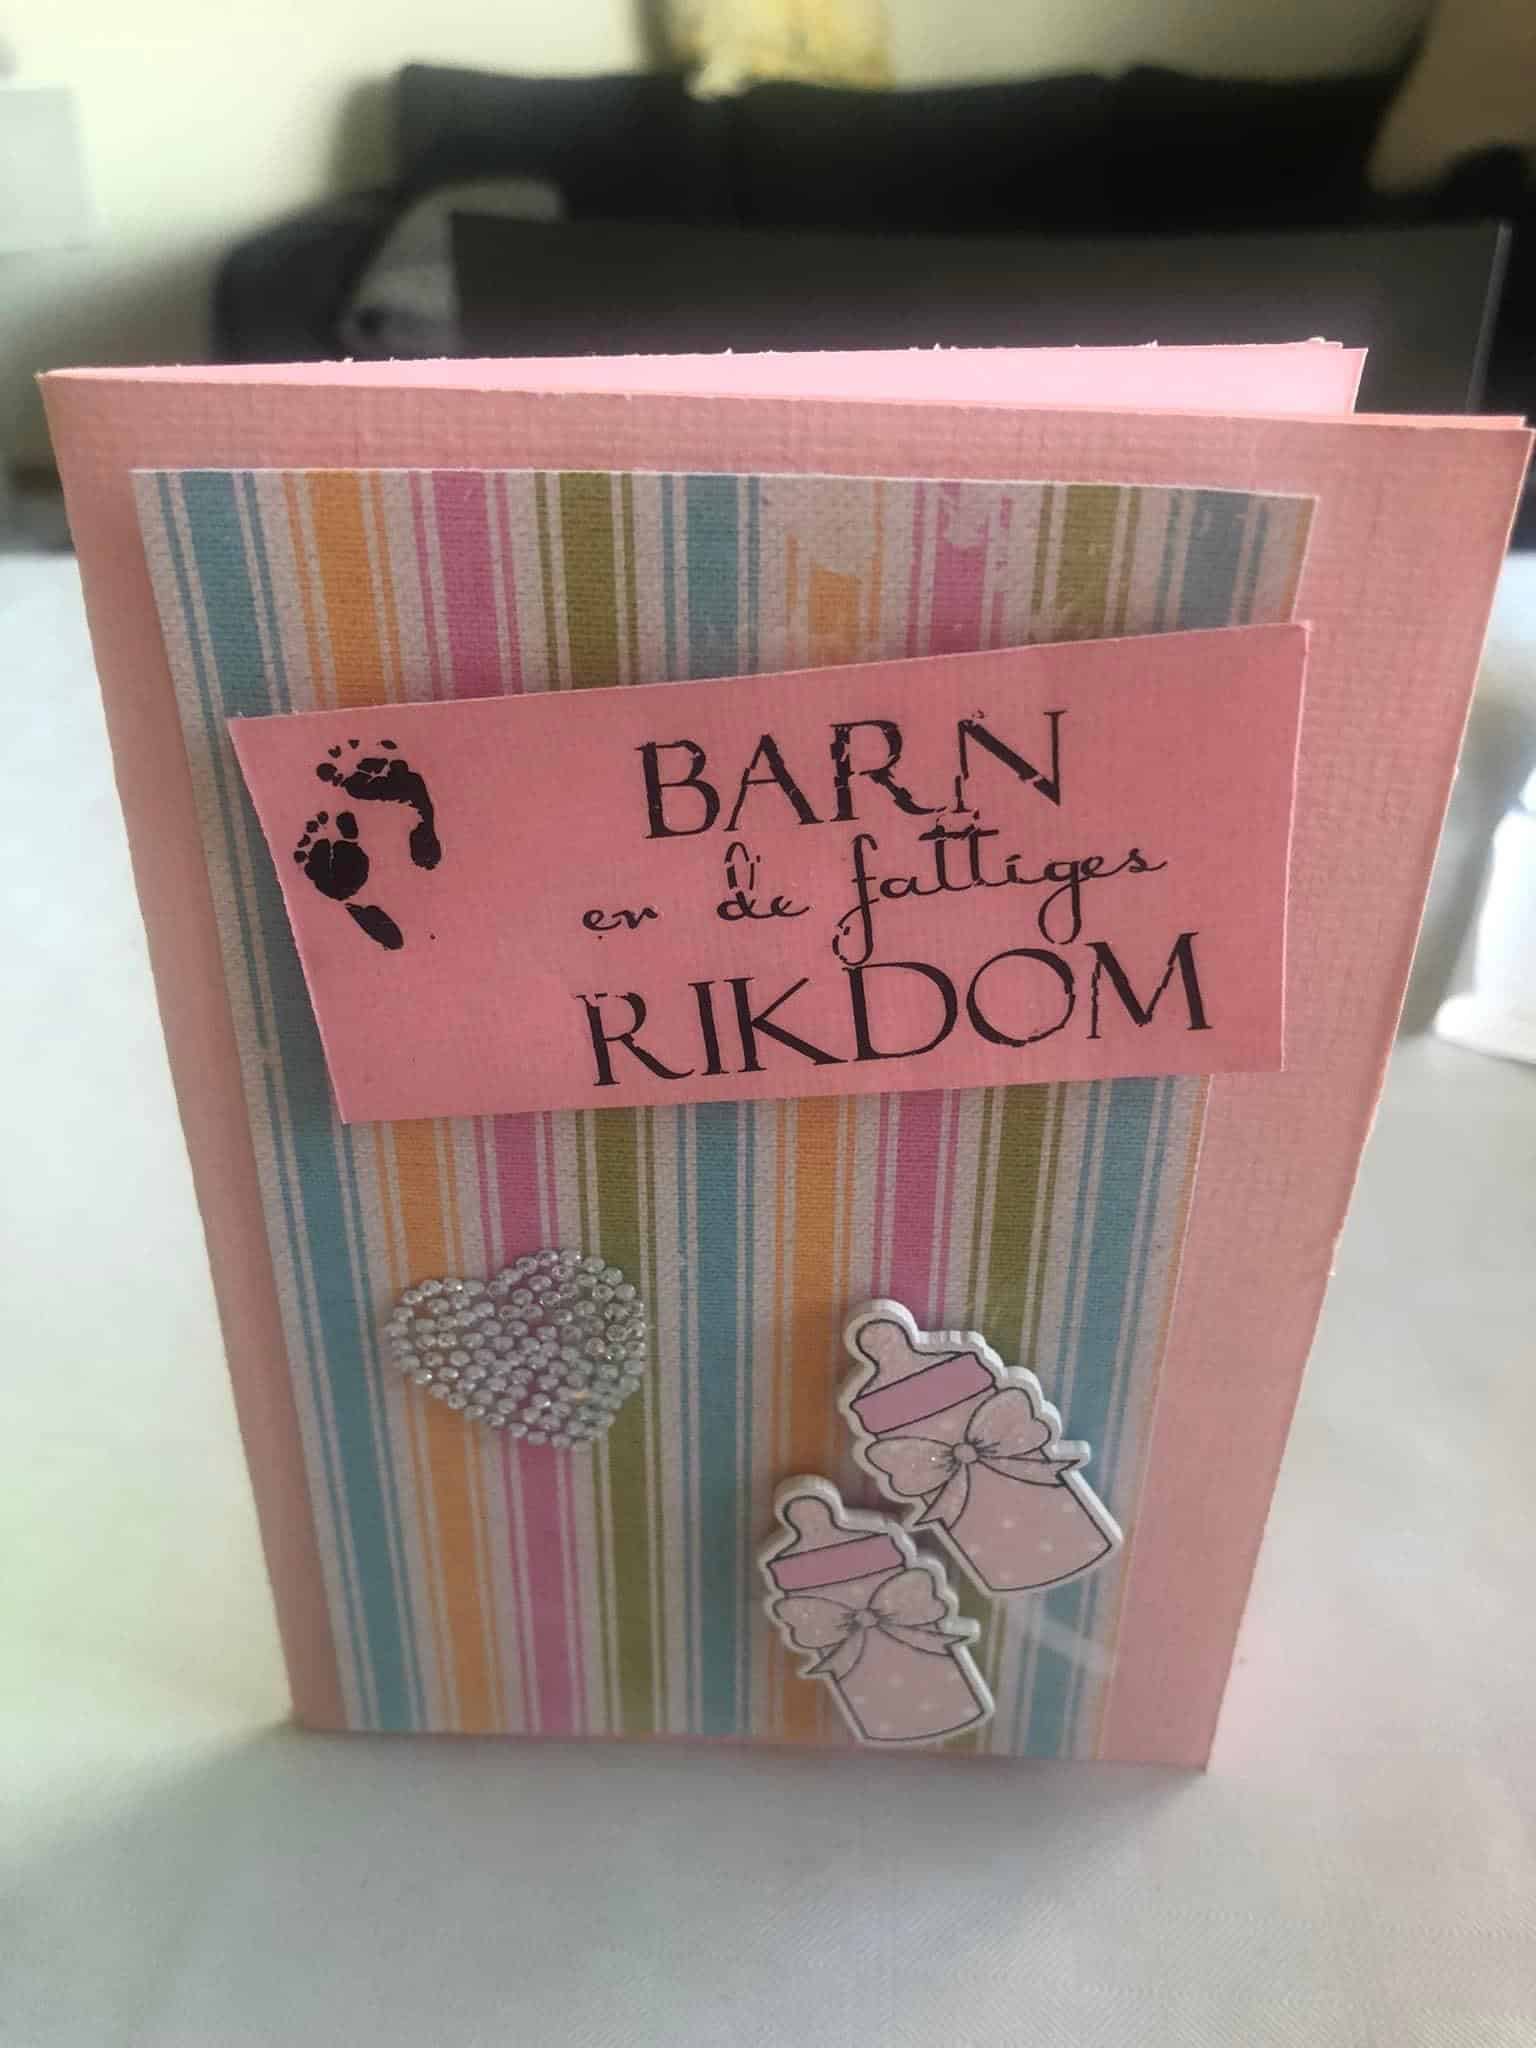 BARN
er de fattiges
RIKDOM